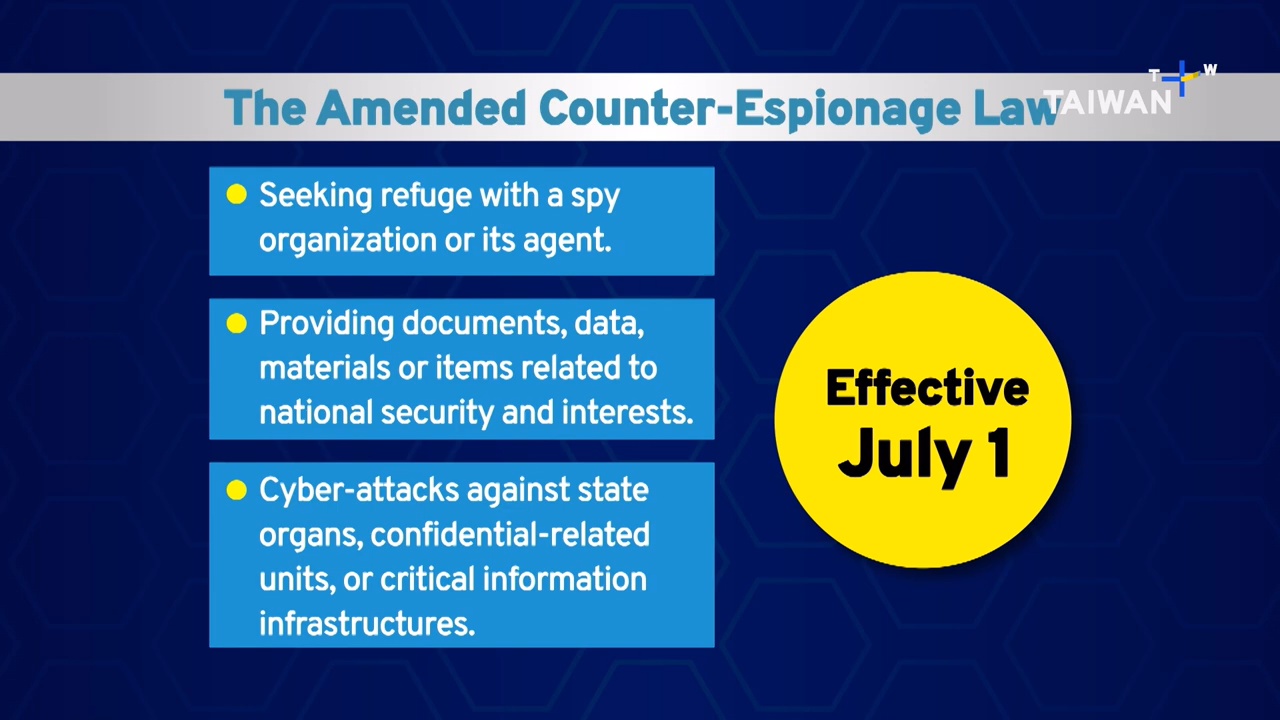 The Amended Counter-Espionage Law
T W
TAIWAN
Seeking refuge with a spy
organization or its agent.
Providing documents, data,
materials or items related to
national security and interests.
Cyber-attacks against state
organs, confidential-related
units, or critical information
infrastructures.
Effective
July 1